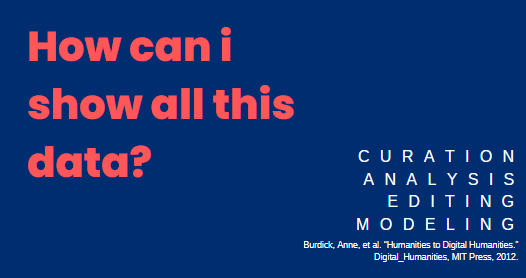 How can i
show all this
data?
CURATION
ANALYSIS
EDITING
MODELING
Burdick, Anne, et al. "Humanities to Digital Humanities."
Digital_Humanities, MIT Press, 2012.